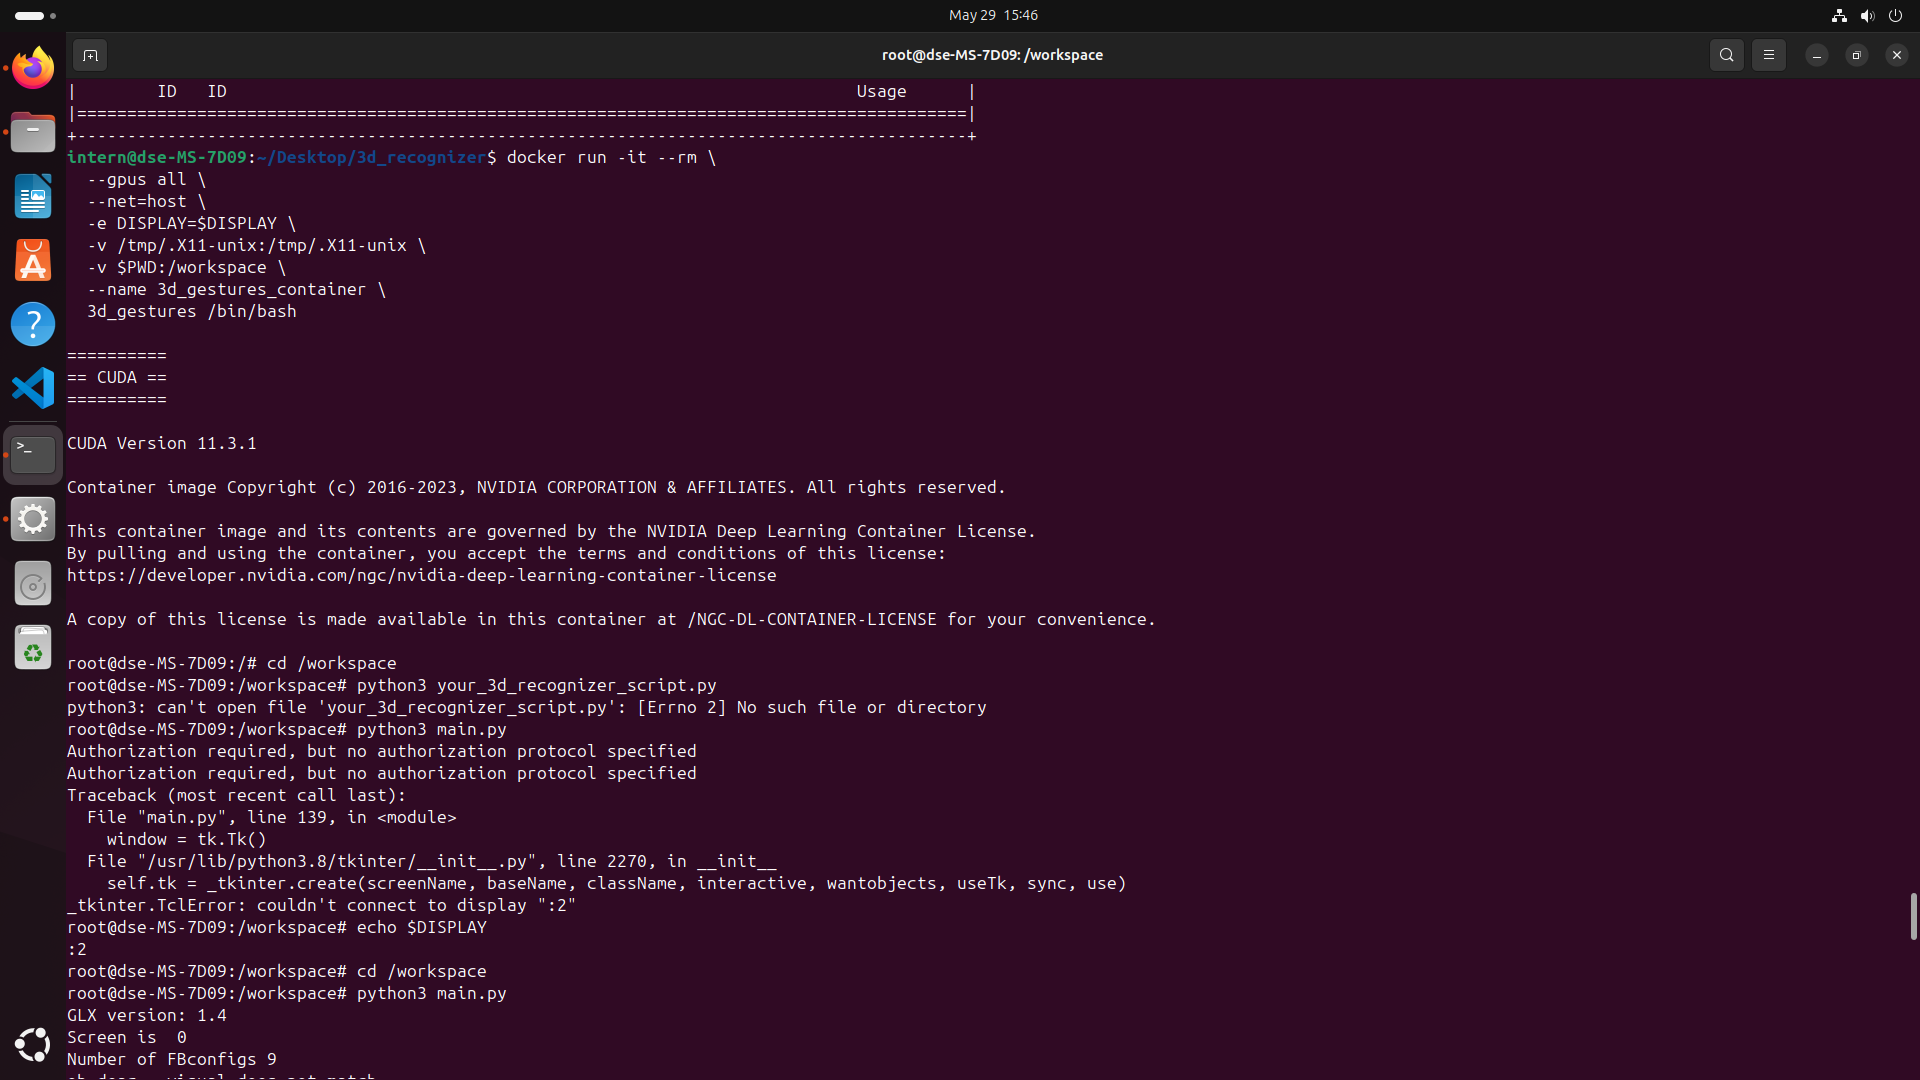 May 29 15:46
root@dse-MS-7D09: /workspace
|        ID   ID                                                               Usage      |
|=========================================================================================|
+-----------------------------------------------------------------------------------------+
intern@dse-MS-7D09:~/Desktop/3d_recognizer$ docker run -it --rm \
  --gpus all \
  --net=host \
  -e DISPLAY=$DISPLAY \
  -v /tmp/.X11-unix:/tmp/.X11-unix \
  -v $PWD:/workspace \
  --name 3d_gestures_container \
  3d_gestures /bin/bash
==========
== CUDA ==
==========
CUDA Version 11.3.1
Container image Copyright (c) 2016-2023, NVIDIA CORPORATION & AFFILIATES. All rights reserved.
This container image and its contents are governed by the NVIDIA Deep Learning Container License.
By pulling and using the container, you accept the terms and conditions of this license:
https://developer.nvidia.com/ngc/nvidia-deep-learning-container-license
A copy of this license is made available in this container at /NGC-DL-CONTAINER-LICENSE for your convenience.
root@dse-MS-7D09:/# cd /workspace
root@dse-MS-7D09:/workspace# python3 your_3d_recognizer_script.py
python3: can't open file 'your_3d_recognizer_script.py': [Errno 2] No such file or directory
root@dse-MS-7D09:/workspace# python3 main.py
Authorization required, but no authorization protocol specified
Authorization required, but no authorization protocol specified
Traceback (most recent call last):
  File "main.py", line 139, in <module>
    window = tk.Tk()
  File "/usr/lib/python3.8/tkinter/__init__.py", line 2270, in __init__
    self.tk = _tkinter.create(screenName, baseName, className, interactive, wantobjects, useTk, sync, use)
_tkinter.TclError: couldn't connect to display ":2"
root@dse-MS-7D09:/workspace# echo $DISPLAY
:2
root@dse-MS-7D09:/workspace# cd /workspace
root@dse-MS-7D09:/workspace# python3 main.py
GLX version: 1.4
Screen is  0
Number of FBconfigs 9